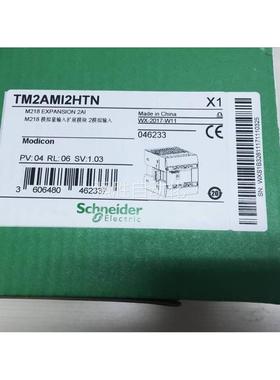 TM2AMI2HTN X1
M218 EXPANSION 2AI
M218 模拟量输入扩展模块 2模拟输入
Made in China
WX-2017-W11
046233
Modicon
PV:04 RL:06 SV:1.03
3 606480 46233
Schneider
Electric
20